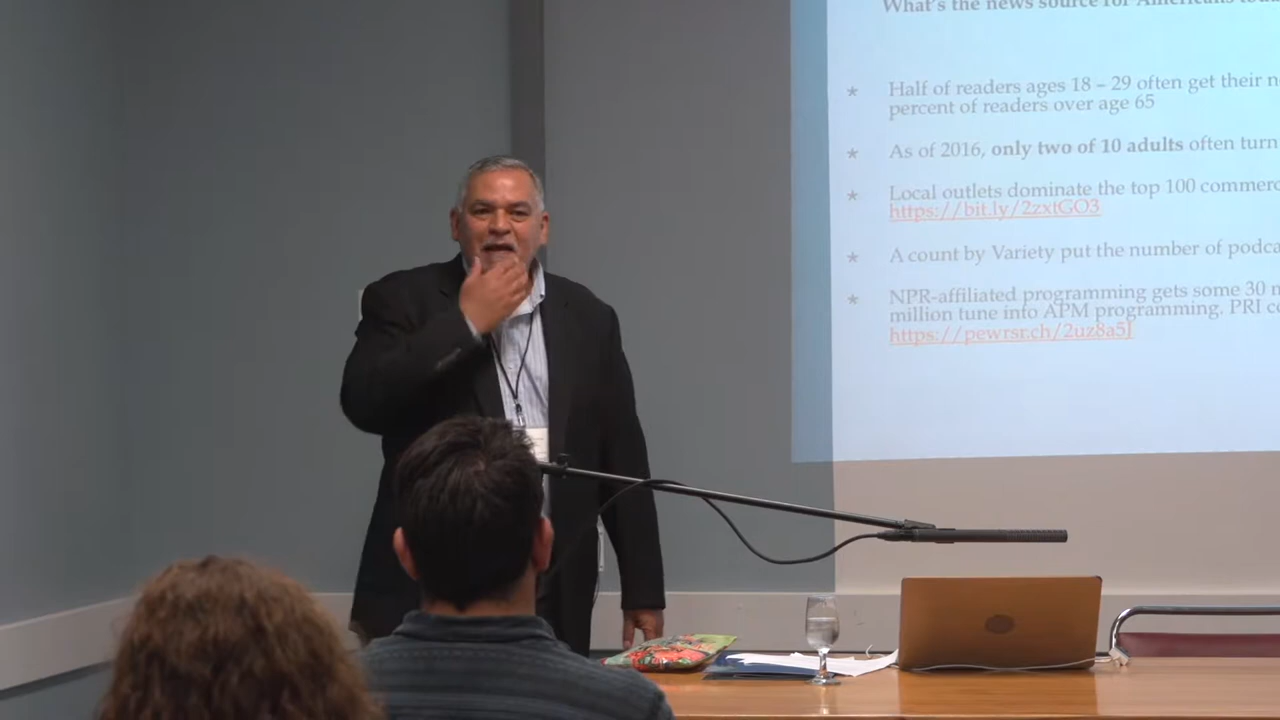 What's the news source for Americans
* Half of readers ages 18 – 29 often get their
percent of readers over age 65
* As of 2016, only two of 10 adults often turn
* Local outlets dominate the top 100
https://bit.ly/2zxtGO3
* A count by Variety put the number of
* NPR-affiliated programming gets some 30
million tune into APM programming. PRI
https://pewrsr.ch/2uz8a5J